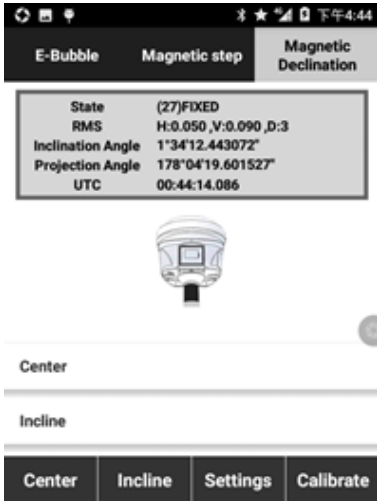 下午4:44
E-Bubble
Magnetic step
Magnetic
Declination
State (27)FIXED
RMS H:0.050 ,V:0.090 ,D:3
Inclination Angle 1°34'12.443072"
Projection Angle 178°04'19.601527"
UTC 00:44:14.086
Center
Incline
Center Incline Settings Calibrate